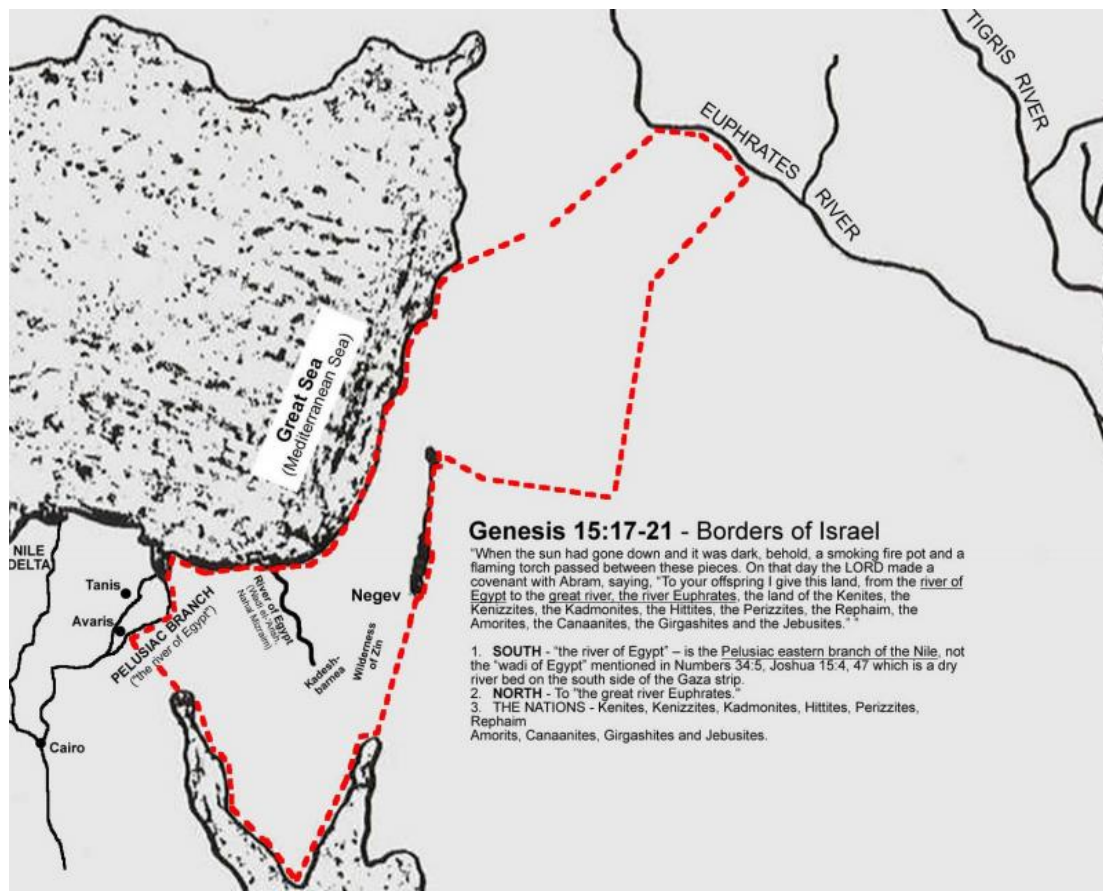 TIGRIS RIVER
EUPHRATES RIVER
Great Sea
(Mediterranean Sea)
NILE
DELTA
Tanis
Avaris
PELUSIAC BRANCH
("the river of Egypt")
River of Egypt
(Wadi el-'Arish,
Nahal Mizraim)
Kadesh-
barnea
Negev
Wilderness
of Zin
Cairo
Genesis 15:17-21 - Borders of Israel
"When the sun had gone down and it was dark, behold, a smoking fire pot and a
flaming torch passed between these pieces. On that day the LORD made a
covenant with Abram, saying, "To your offspring I give this land, from the river of
Egypt to the great river, the river Euphrates, the land of the Kenites, the
Kenizzites, the Kadmonites, the Hittites, the Perizzites, the Rephaim, the
Amorites, the Canaanites, the Girgashites and the Jebusites." "
1. SOUTH - "the river of Egypt" – is the Pelusiac eastern branch of the Nile, not
the "wadi of Egypt" mentioned in Numbers 34:5, Joshua 15:4, 47 which is a dry
river bed on the south side of the Gaza strip.
2. NORTH - To "the great river Euphrates."
3. THE NATIONS - Kenites, Kenizzites, Kadmonites, Hittites, Perizzites,
Rephaim
Amorits, Canaanites, Girgashites and Jebusites.